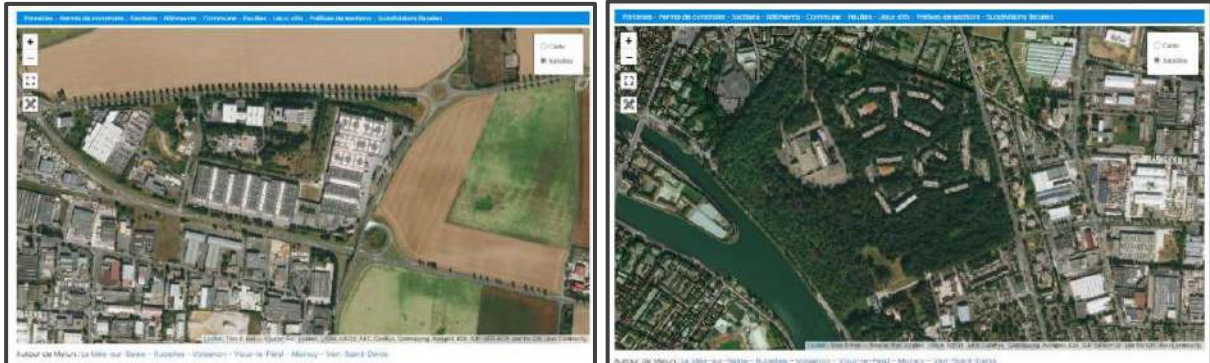 Parcelles - Permis de construire - Sections - Bâtiments - Commune - Feuilles - Lieux-dits - Préfixes de sections - Subdivisions fiscales
+
−
Carte
Satellite
Autour de Melun : Le Mée-sur-Seine - Rubelles - Voisenon - Vaux-le-Pénil - Maincy - Vert-Saint-Denis
Parcelles - Permis de construire - Sections - Bâtiments - Commune - Feuilles - Lieux-dits - Préfixes de sections - Subdivisions fiscales
+
−
Carte
Satellite
Autour de Melun : Le Mée-sur-Seine - Rubelles - Voisenon - Vaux-le-Pénil - Maincy - Vert-Saint-Denis